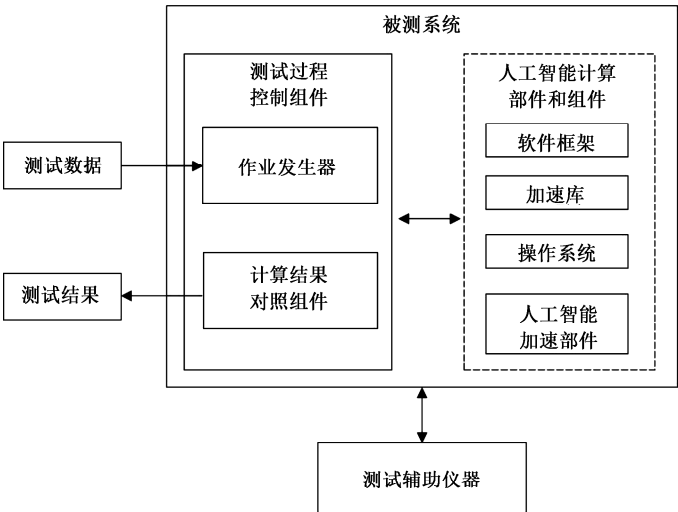 被测系统
测试过程
控制组件
作业发生器
计算结果
对照组件
测试数据
测试结果
人工智能计算
部件和组件
软件框架
加速库
操作系统
人工智能
加速部件
测试辅助仪器